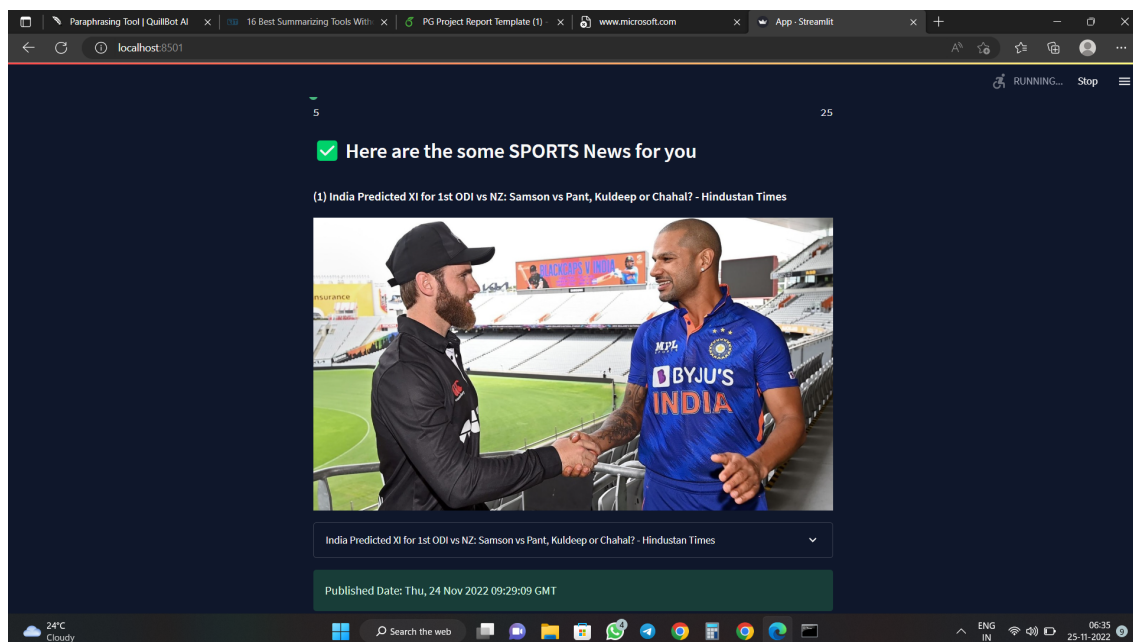 Paraphrasing Tool | QuillBot AI
16 Best Summarizing Tools With
PG Project Report Template (1) -
www.microsoft.com
App · Streamlit
localhost:8501
RUNNING...
Stop
5
25
Here are the some SPORTS News for you
(1) India Predicted XI for 1st ODI vs NZ: Samson vs Pant, Kuldeep or Chahal? - Hindustan Times
BLACKCAPS V INDIA
nsurance
MPL
BYJU'S
INDIA
India Predicted XI for 1st ODI vs NZ: Samson vs Pant, Kuldeep or Chahal? - Hindustan Times
Published Date: Thu, 24 Nov 2022 09:29:09 GMT
24°C
Cloudy
Search the web
4
ENG
IN
06:35
25-11-2022
9